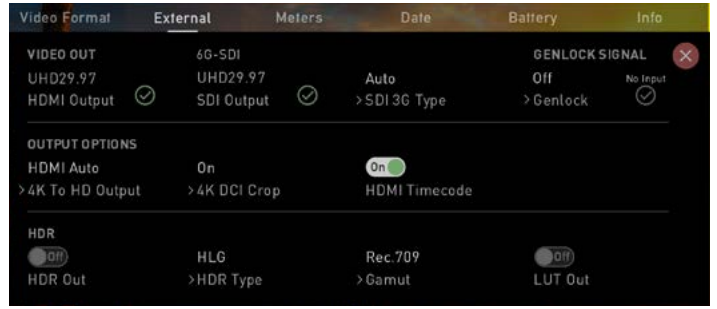 Video Format External Meters Date Battery Info
VIDEO OUT 6G-SDI GENLOCK SIGNAL
UHD29.97 UHD29.97 Auto Off No Input
HDMI Output SDI Output >SDI 3G Type >Genlock
OUTPUT OPTIONS
HDMI Auto On On
>4K To HD Output >4K DCI Crop HDMI Timecode
HDR
Off HLG Rec.709 Off
HDR Out >HDR Type >Gamut LUT Out